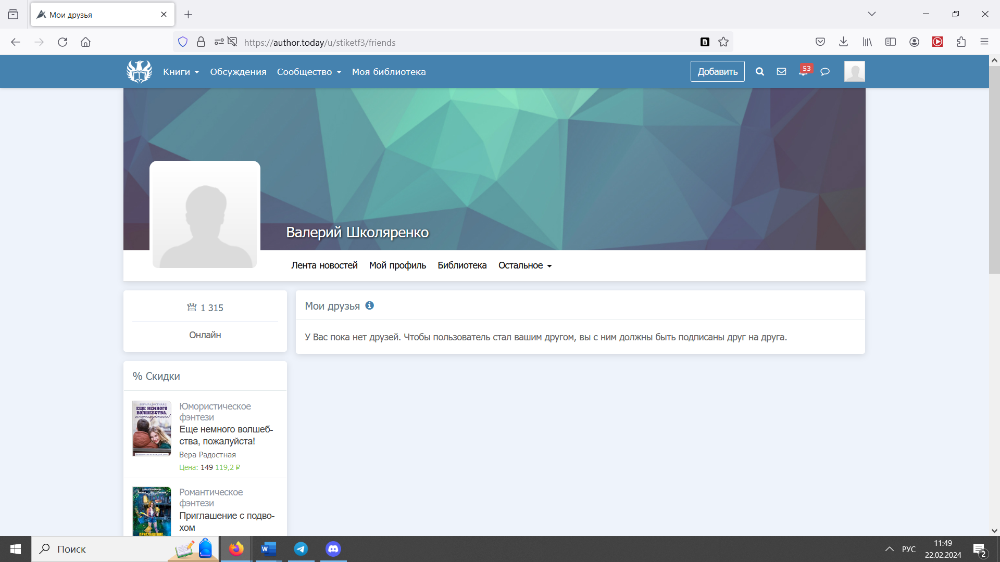 Мои друзья
https://author.today/u/stiketf3/friends
Книги
Обсуждения
Сообщество
Моя библиотека
Добавить
53
Валерий Школяренко
Лента новостей
Мой профиль
Библиотека
Остальное
1 315
Онлайн
Мои друзья
У Вас пока нет друзей. Чтобы пользователь стал вашим другом, вы с ним должны быть подписаны друг на друга.
% Скидки
ВЕРА РАДОСТНАЯ
ЕЩЕ НЕМНОГО
ВОЛШЕБСТВА,
пожалуйста!
Юмористическое
фэнтези
Еще немного волшеб-
ства, пожалуйста!
Вера Радостная
Цена: 149 119,2 ₽
ПРИГЛАШЕНИЕ
Романтическое
фэнтези
Приглашение с подво-
хом
Поиск
РУС
11:49
22.02.2024
2